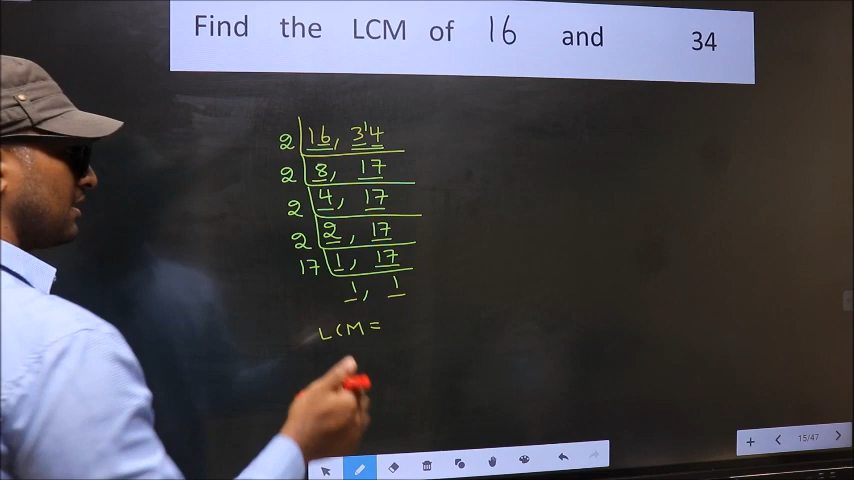 Find the LCM of 16 and 34
2 16, 3¹4
2 8, 17
2 4, 17
2 2, 17
17 1, 17
1, 1
LCM =
15/47